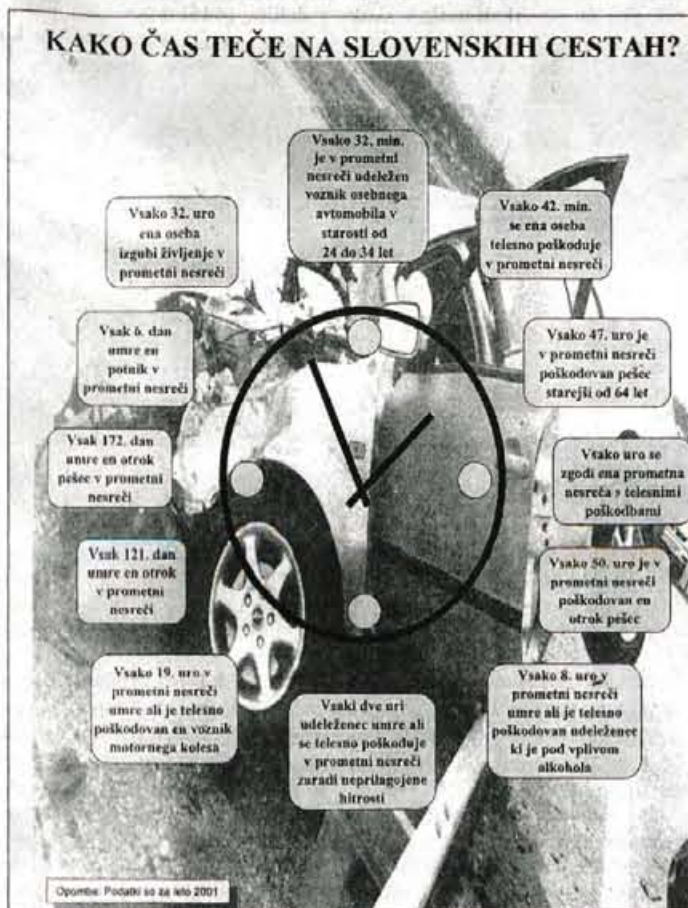 KAKO ČAS TEČE NA SLOVENSKIH CESTAH?
Vsako 32. min.
je v prometni
nesreči udeležen
voznik osebnega
avtomobila v
starosti od
24 do 34 let
Vsako 42. min.
se ena oseba
telesno poškoduje
v prometni nesreči
Vsako 47. uro je
v prometni nesreči
poškodovan pešec
starejši od 64 let
Vsako uro se
zgodi ena prometna
nesreča s telesnimi
poškodbami
Vsako 50. uro je v
prometni nesreči
poškodovan en
otrok pešec
Vsako 8. uro v
prometni nesreči
umre ali je telesno
poškodovan udeleženec
ki je pod vplivom
alkohola
Vsaki dve uri
udeleženec umre ali
se telesno poškoduje
v prometni nesreči
zaradi neprilagojene
hitrosti
Vsako 19. uro v
prometni nesreči
umre ali je telesno
poškodovan en voznik
motornega kolesa
Vsak 121. dan
umre en otrok
v prometni
nesreči
Vsak 172. dan
umre en otrok
pešec v prometni
nesreči
Vsak 6. dan
umre en
potnik v
prometni nesreči
Vsako 32. uro
ena oseba
izgubi življenje v
prometni nesreči
Opomba: Podatki so za leto 2001